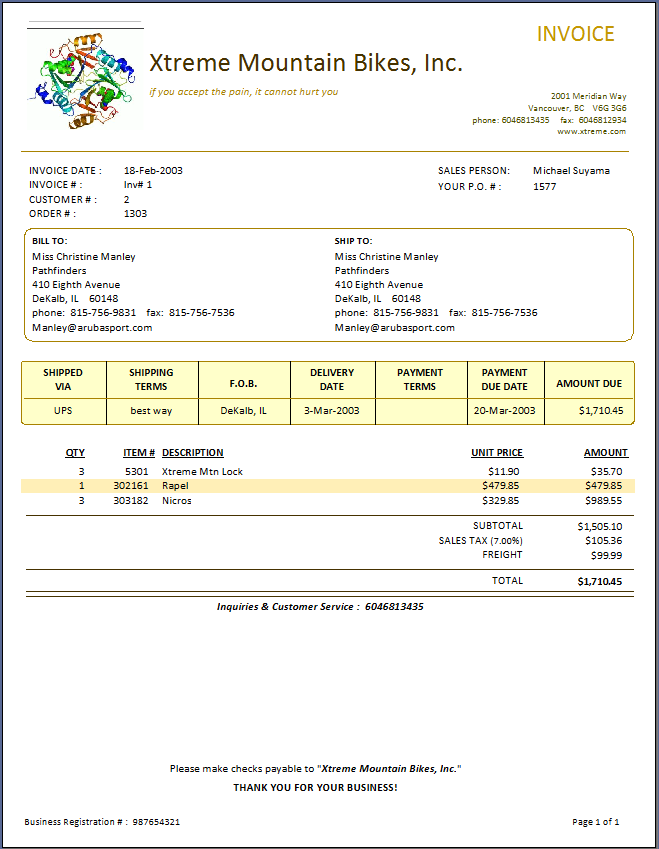 INVOICE
Xtreme Mountain Bikes, Inc.
if you accept the pain, it cannot hurt you
2001 Meridian Way
Vancouver, BC V6G 3G6
phone: 6046813435 fax: 6046812934
www.xtreme.com
INVOICE DATE : 18-Feb-2003 SALES PERSON: Michael Suyama
INVOICE # : Inv# 1 YOUR P.O. # : 1577
CUSTOMER # : 2
ORDER # : 1303
BILL TO: SHIP TO:
Miss Christine Manley Miss Christine Manley
Pathfinders Pathfinders
410 Eighth Avenue 410 Eighth Avenue
DeKalb, IL 60148 DeKalb, IL 60148
phone: 815-756-9831 fax: 815-756-7536 phone: 815-756-9831 fax: 815-756-7536
Manley@arubasport.com Manley@arubasport.com
SHIPPED VIA SHIPPING TERMS F.O.B. DELIVERY DATE PAYMENT TERMS PAYMENT DUE DATE AMOUNT DUE
UPS best way DeKalb, IL 3-Mar-2003 20-Mar-2003 $1,710.45
QTY ITEM # DESCRIPTION UNIT PRICE AMOUNT
3 5301 Xtreme Mtn Lock $11.90 $35.70
1 302161 Rapel $479.85 $479.85
3 303182 Nicros $329.85 $989.55
SUBTOTAL $1,505.10
SALES TAX (7.00%) $105.36
FREIGHT $99.99
TOTAL $1,710.45
Inquiries & Customer Service : 6046813435
Please make checks payable to "Xtreme Mountain Bikes, Inc."
THANK YOU FOR YOUR BUSINESS!
Business Registration # : 987654321 Page 1 of 1